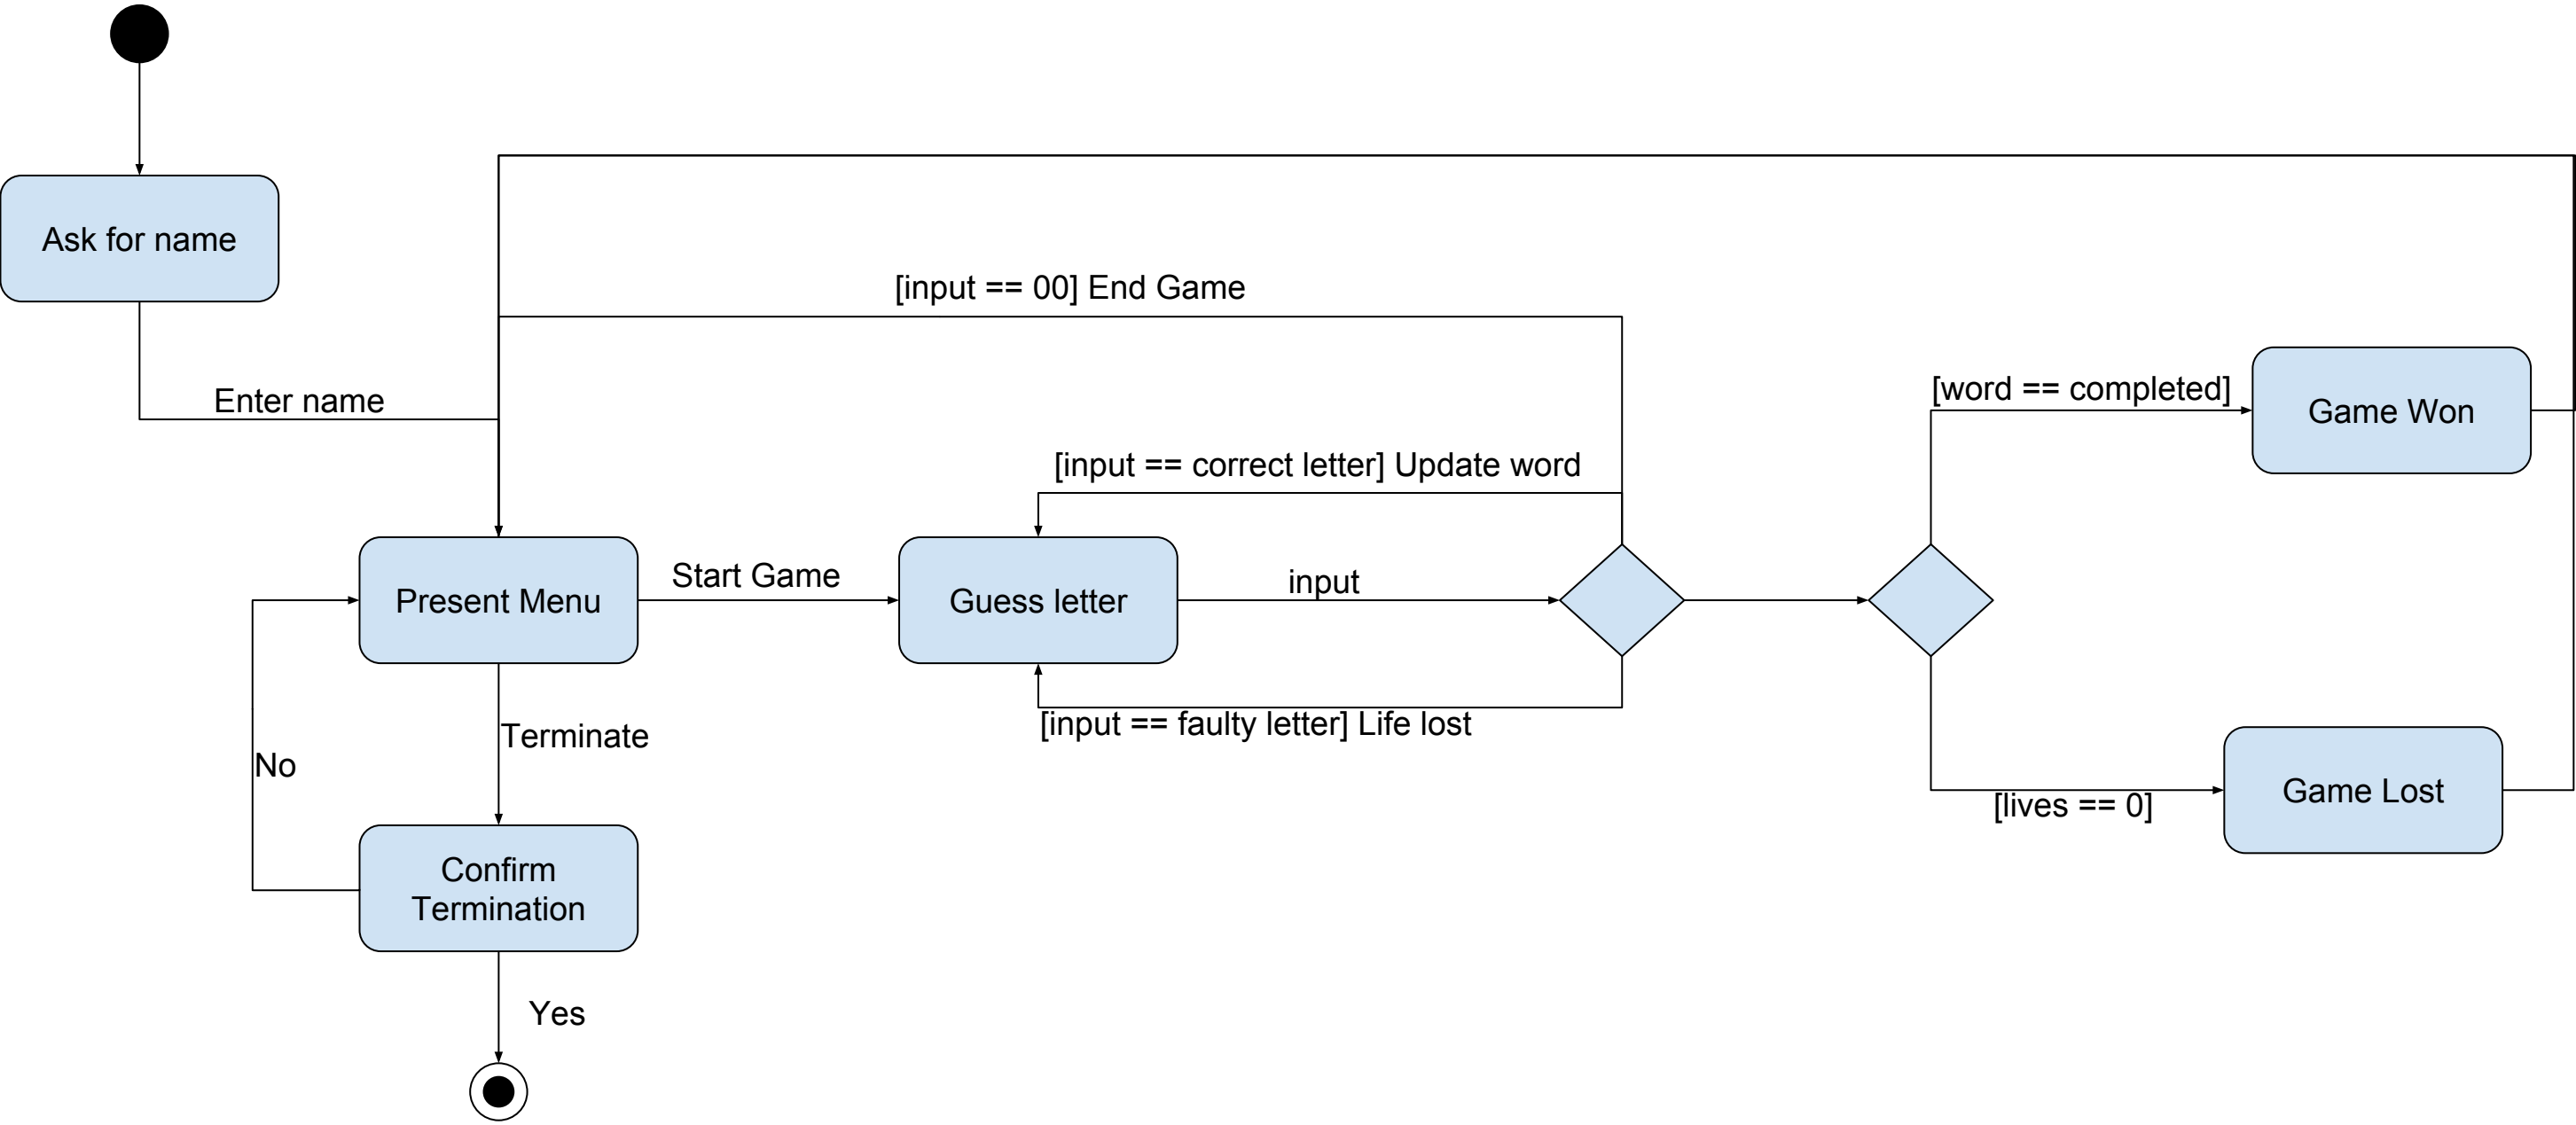 Ask for name
[input == 00] End Game
Enter name
[word == completed]
Game Won
[input == correct letter] Update word
Start Game
input
Present Menu
Guess letter
[input == faulty letter] Life lost
Terminate
No
[lives == 0]
Game Lost
Confirm
Termination
Yes